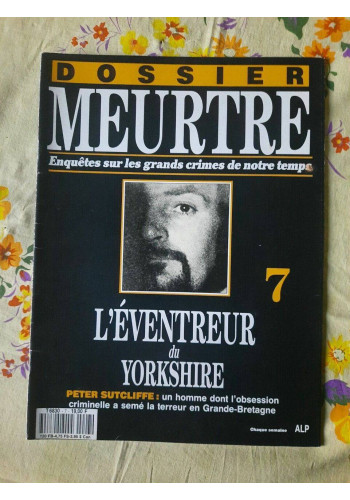 DOSSIER
MEURTRE
Enquêtes sur les grands crimes de notre temps
7
L'ÉVENTREUR
du
YORKSHIRE
PETER SUTCLIFFE : un homme dont l'obsession
criminelle a semé la terreur en Grande-Bretagne
Chaque semaine ALP